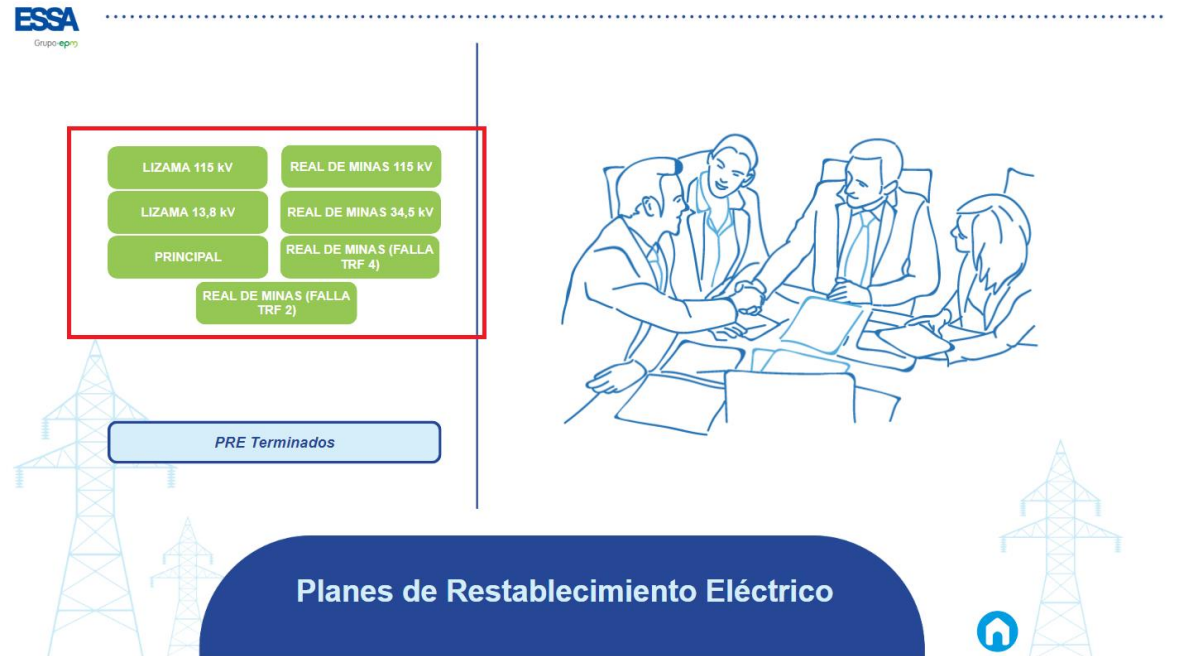 ESSA
Grupo·epm
LIZAMA 115 kV
REAL DE MINAS 115 kV
LIZAMA 13,8 kV
REAL DE MINAS 34,5 kV
PRINCIPAL
REAL DE MINAS (FALLA
TRF 4)
REAL DE MINAS (FALLA
TRF 2)
PRE Terminados
Planes de Restablecimiento Eléctrico